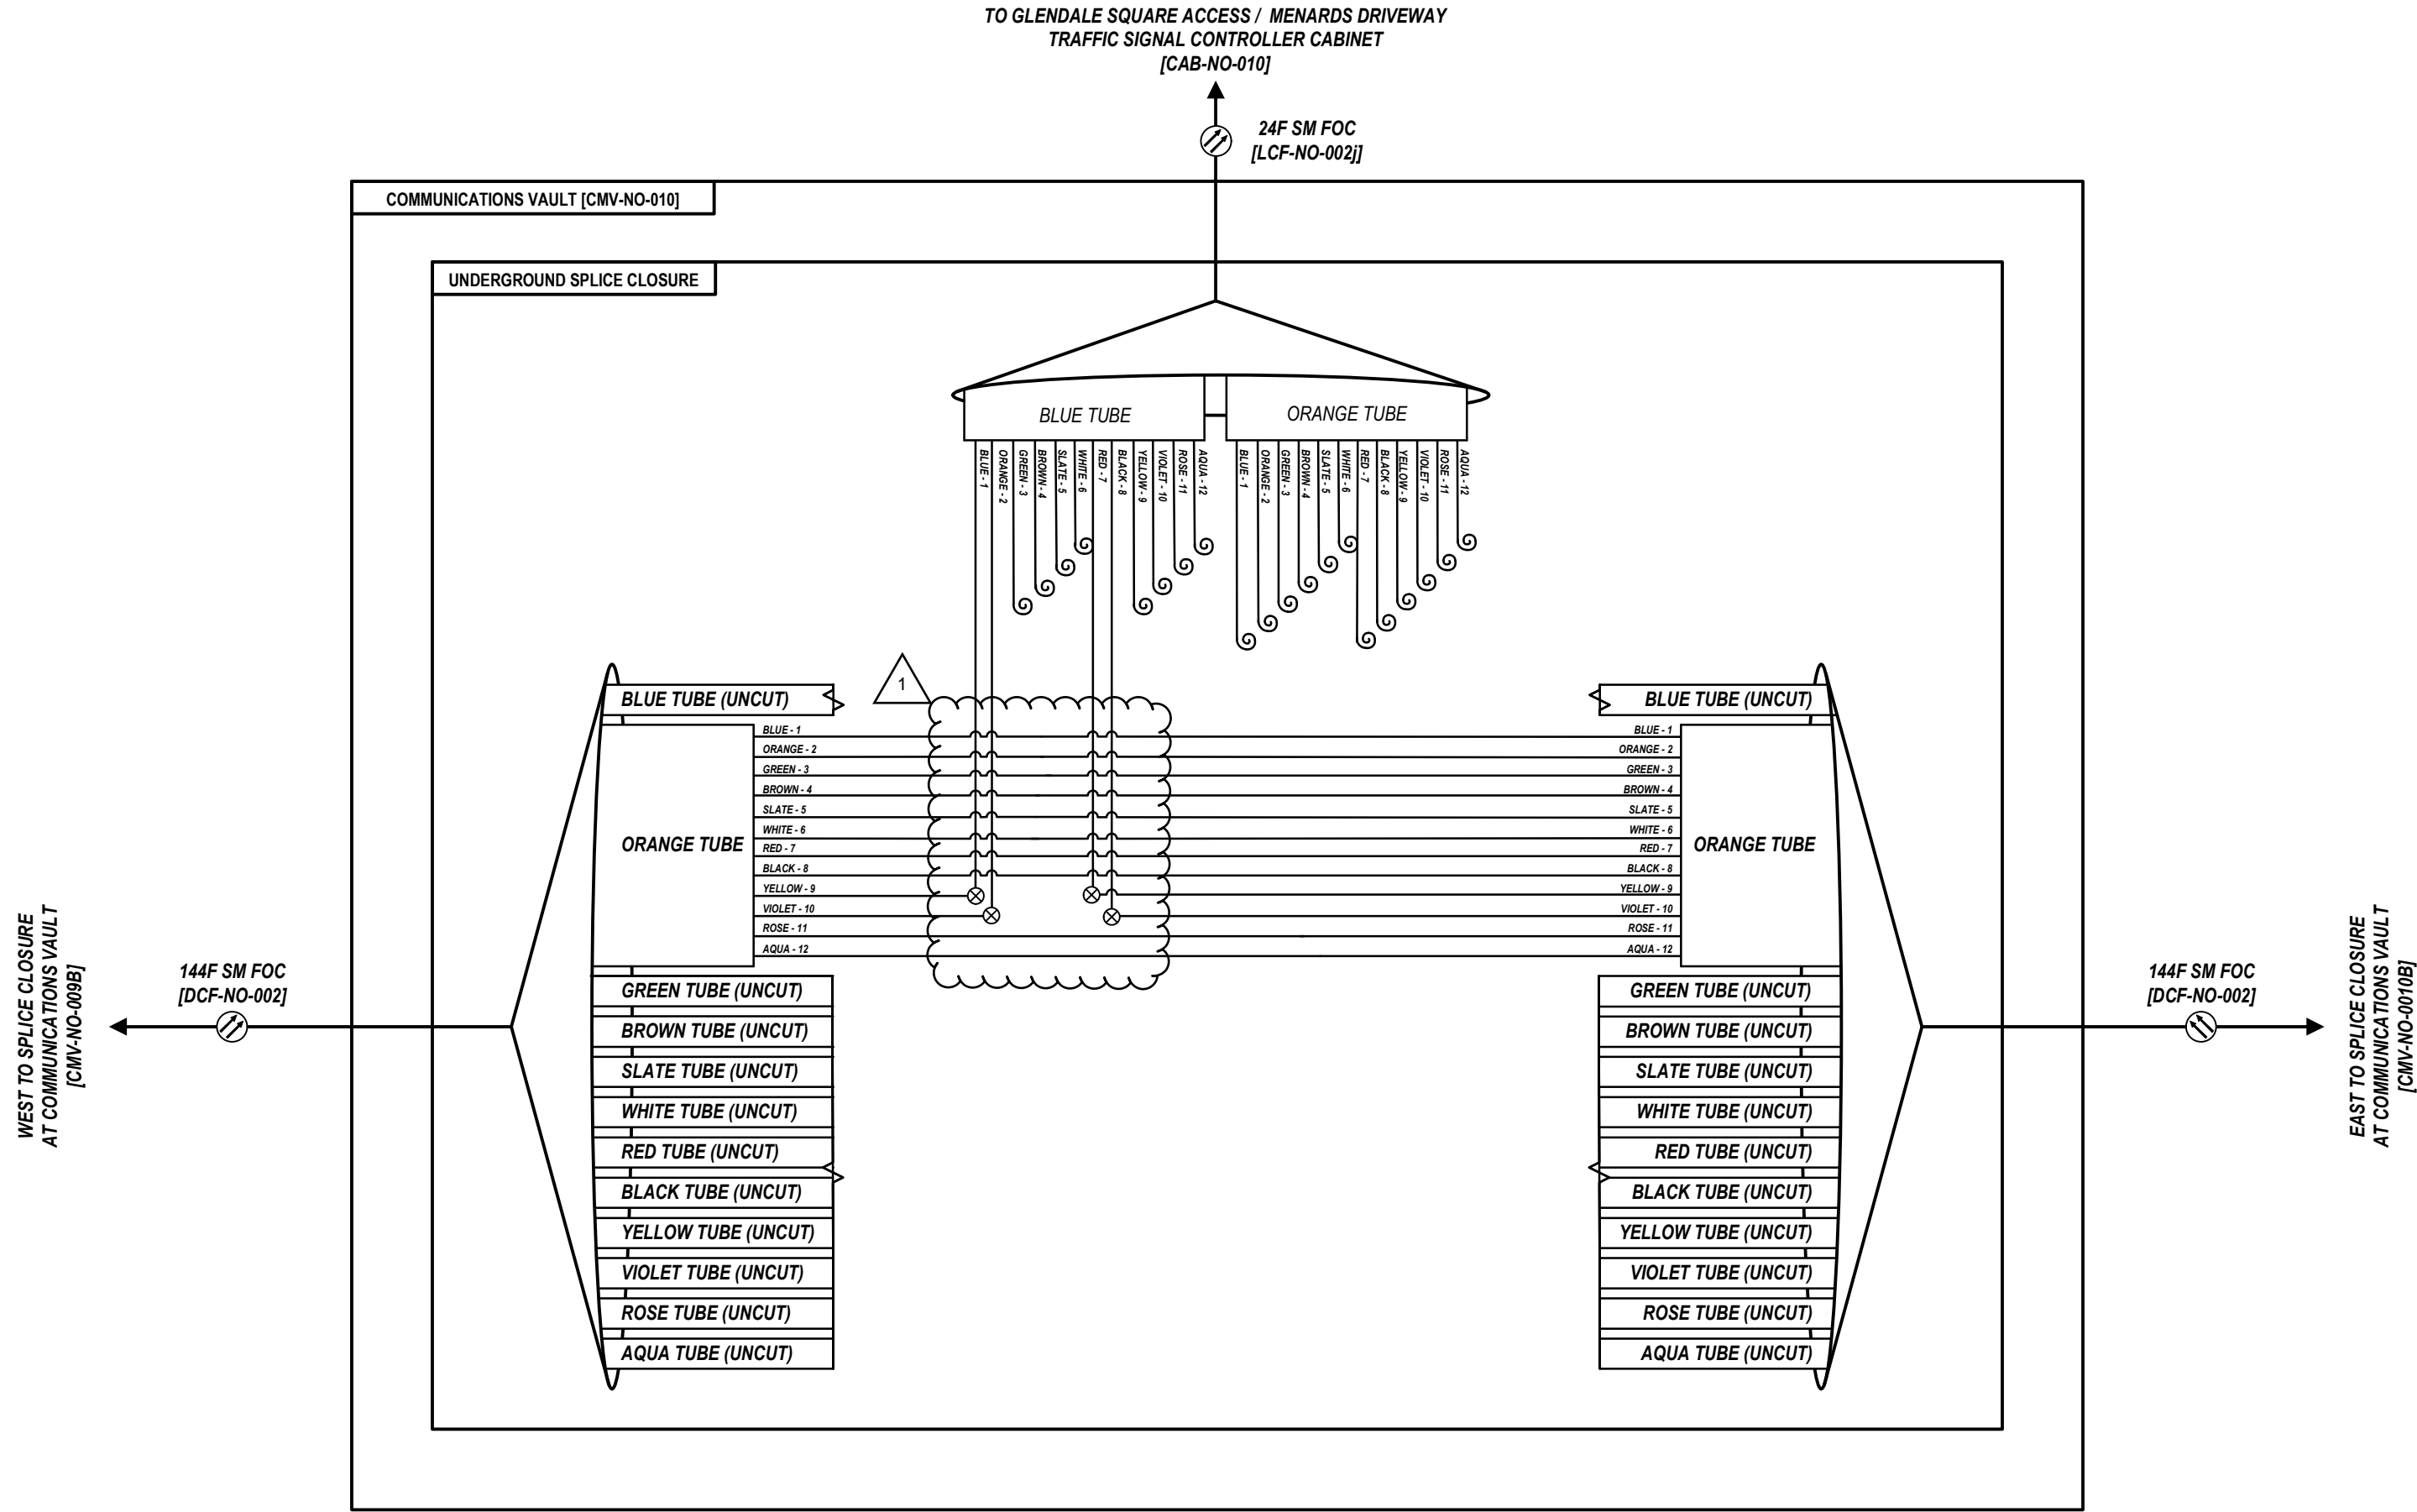 TO GLENDALE SQUARE ACCESS / MENARDS DRIVEWAY
TRAFFIC SIGNAL CONTROLLER CABINET
[CAB-NO-010]
24F SM FOC
[LCF-NO-002j]
COMMUNICATIONS VAULT [CMV-NO-010]
UNDERGROUND SPLICE CLOSURE
BLUE TUBE
ORANGE TUBE
BLUE - 1
ORANGE - 2
GREEN - 3
BROWN - 4
SLATE - 5
WHITE - 6
RED - 7
BLACK - 8
YELLOW - 9
VIOLET - 10
ROSE - 11
AQUA - 12
BLUE - 1
ORANGE - 2
GREEN - 3
BROWN - 4
SLATE - 5
WHITE - 6
RED - 7
BLACK - 8
YELLOW - 9
VIOLET - 10
ROSE - 11
AQUA - 12
1
BLUE TUBE (UNCUT)
ORANGE TUBE
BLUE - 1
ORANGE - 2
GREEN - 3
BROWN - 4
SLATE - 5
WHITE - 6
RED - 7
BLACK - 8
YELLOW - 9
VIOLET - 10
ROSE - 11
AQUA - 12
GREEN TUBE (UNCUT)
BROWN TUBE (UNCUT)
SLATE TUBE (UNCUT)
WHITE TUBE (UNCUT)
RED TUBE (UNCUT)
BLACK TUBE (UNCUT)
YELLOW TUBE (UNCUT)
VIOLET TUBE (UNCUT)
ROSE TUBE (UNCUT)
AQUA TUBE (UNCUT)
BLUE TUBE (UNCUT)
BLUE - 1
ORANGE - 2
GREEN - 3
BROWN - 4
SLATE - 5
WHITE - 6
RED - 7
BLACK - 8
YELLOW - 9
VIOLET - 10
ROSE - 11
AQUA - 12
ORANGE TUBE
GREEN TUBE (UNCUT)
BROWN TUBE (UNCUT)
SLATE TUBE (UNCUT)
WHITE TUBE (UNCUT)
RED TUBE (UNCUT)
BLACK TUBE (UNCUT)
YELLOW TUBE (UNCUT)
VIOLET TUBE (UNCUT)
ROSE TUBE (UNCUT)
AQUA TUBE (UNCUT)
WEST TO SPLICE CLOSURE
AT COMMUNICATIONS VAULT
[CMV-NO-009B]
144F SM FOC
[DCF-NO-002]
144F SM FOC
[DCF-NO-002]
EAST TO SPLICE CLOSURE
AT COMMUNICATIONS VAULT
[CMV-NO-0010B]